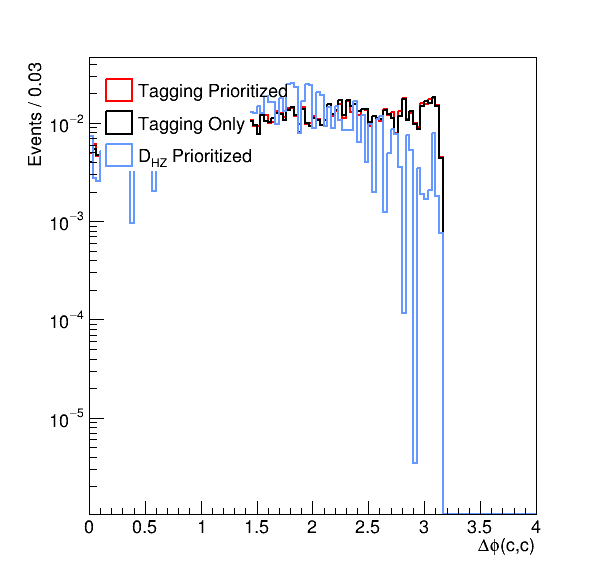 Events / 0.03
Tagging Prioritized
Tagging Only
D_HZ Prioritized
10⁻²
10⁻³
10⁻⁴
10⁻⁵
0 0.5 1 1.5 2 2.5 3 3.5 4
Δϕ(c,c)